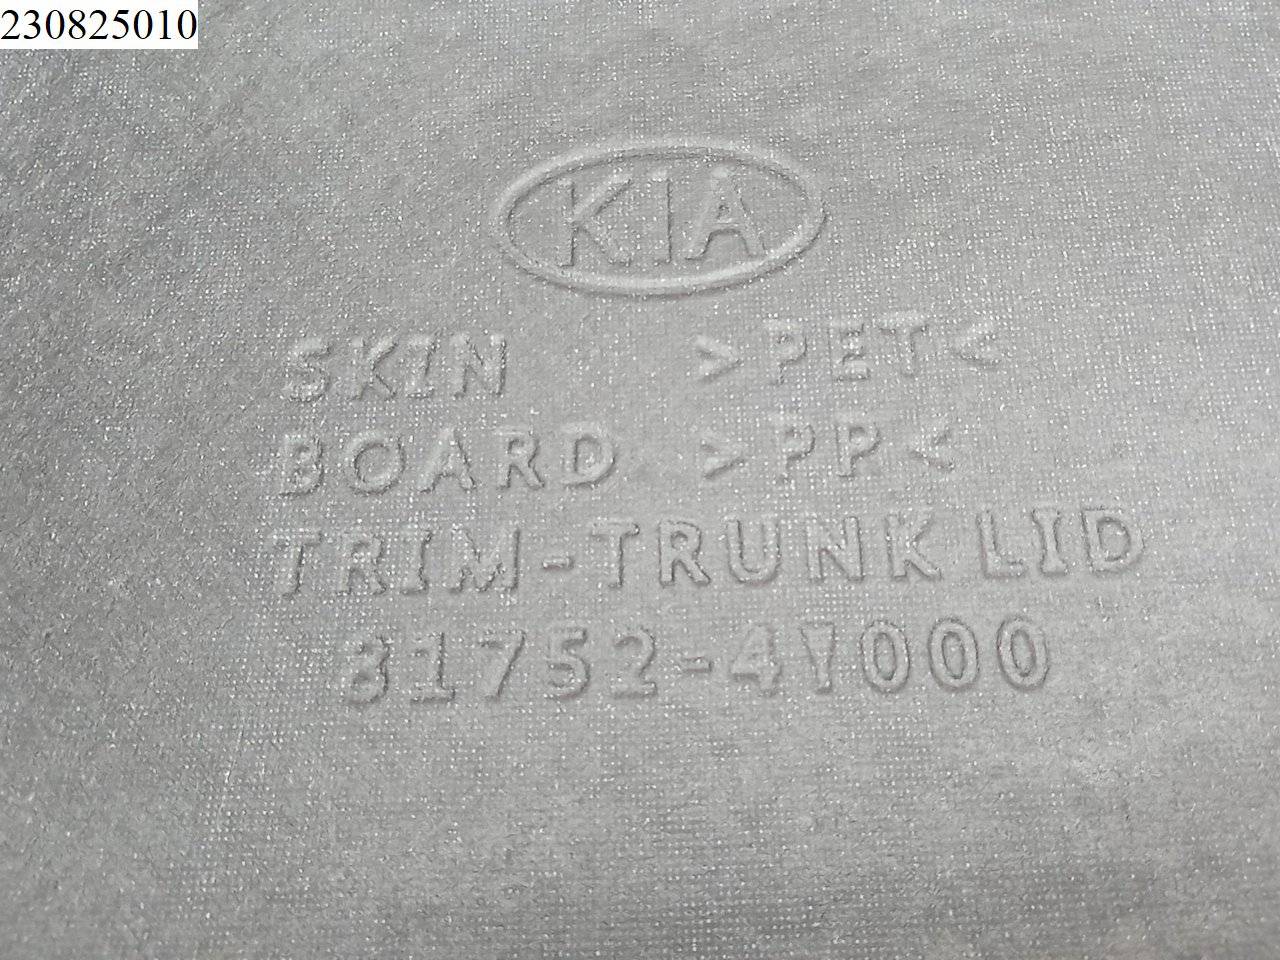 230825010
KIA
SKIN >PET<
BOARD >PP<
TRIM-TRUNK LID
81752-4Y000